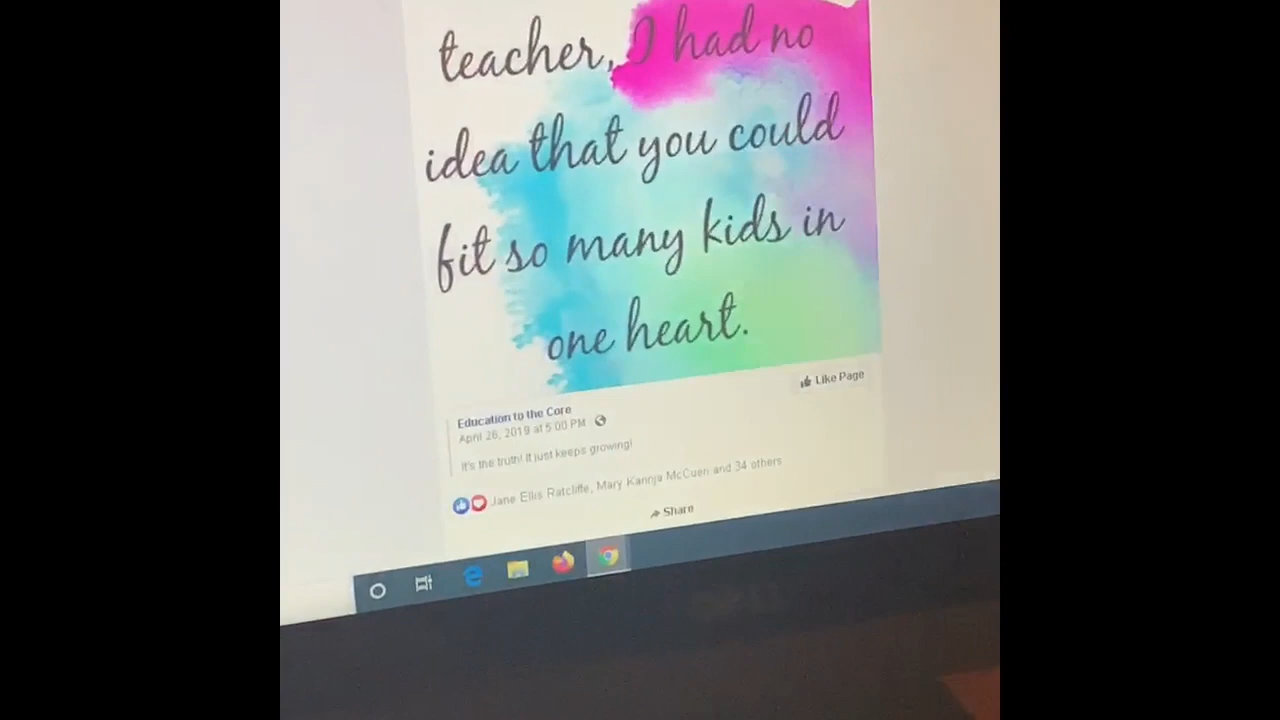 teacher, I had no
idea that you could
fit so many kids in
one heart.
Like Page
Education to the Core
April 26, 2019 at 5:00 PM
It's the truth! It just keeps growing!
Jane Ellis Ratcliffe, Mary Karinja McCuen and 34 others
Share